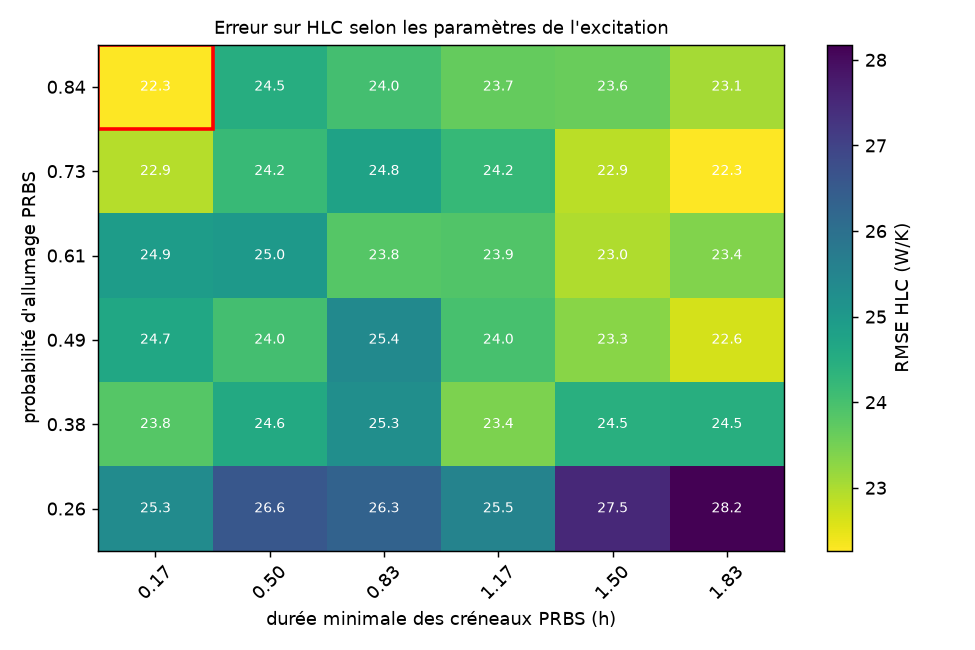 Erreur sur HLC selon les paramètres de l'excitation
probabilité d'allumage PRBS
0.84 22.3 24.5 24.0 23.7 23.6 23.1
0.73 22.9 24.2 24.8 24.2 22.9 22.3
0.61 24.9 25.0 23.8 23.9 23.0 23.4
0.49 24.7 24.0 25.4 24.0 23.3 22.6
0.38 23.8 24.6 25.3 23.4 24.5 24.5
0.26 25.3 26.6 26.3 25.5 27.5 28.2
0.17 0.50 0.83 1.17 1.50 1.83
durée minimale des créneaux PRBS (h)
28
27
26
25
24
23
RMSE HLC (W/K)